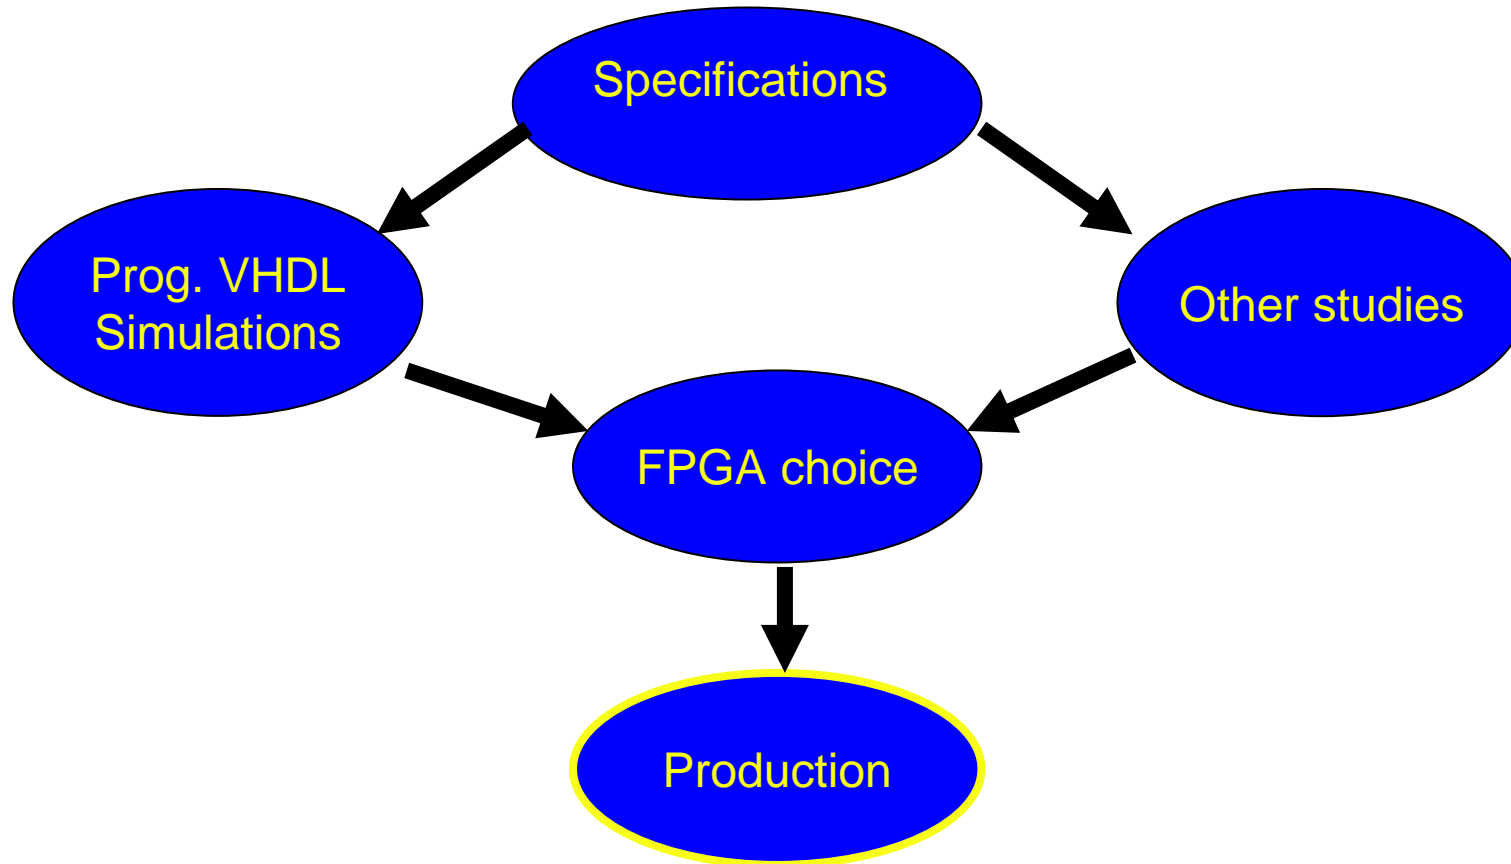 Specifications
Prog. VHDL
Simulations
Other studies
FPGA choice
Production